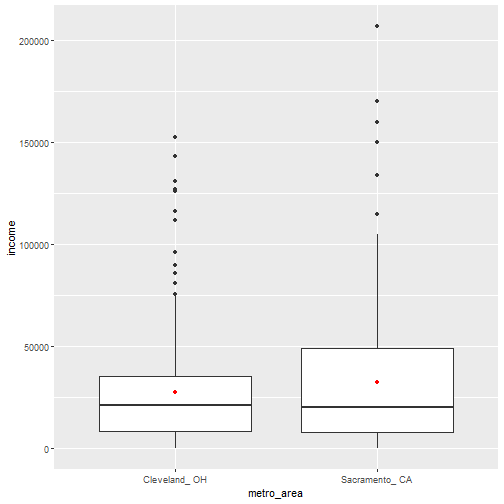 200000
150000
100000
50000
0
income
Cleveland_ OH
Sacramento_ CA
metro_area